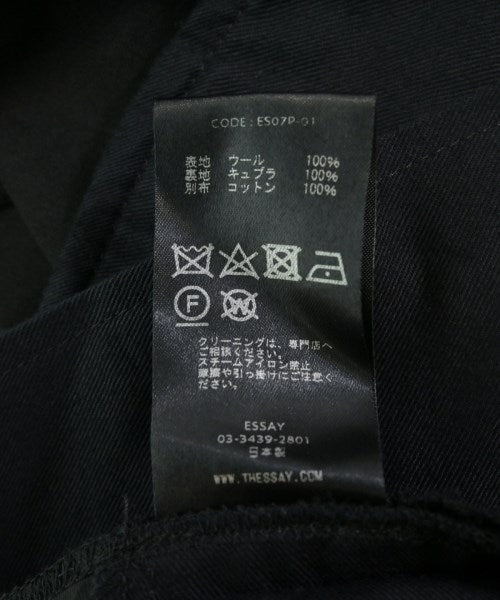 CODE : ES07P-01
表地 ウール 100%
裏地 キュプラ 100%
別布 コットン 100%
F W
クリーニングは、専門店へ
ご相談ください。
スチームアイロン禁止
摩擦や引っ掛けにご注意く
ださい。
ESSAY
03-3439-2801
日本製
WWW.THESSAY.COM